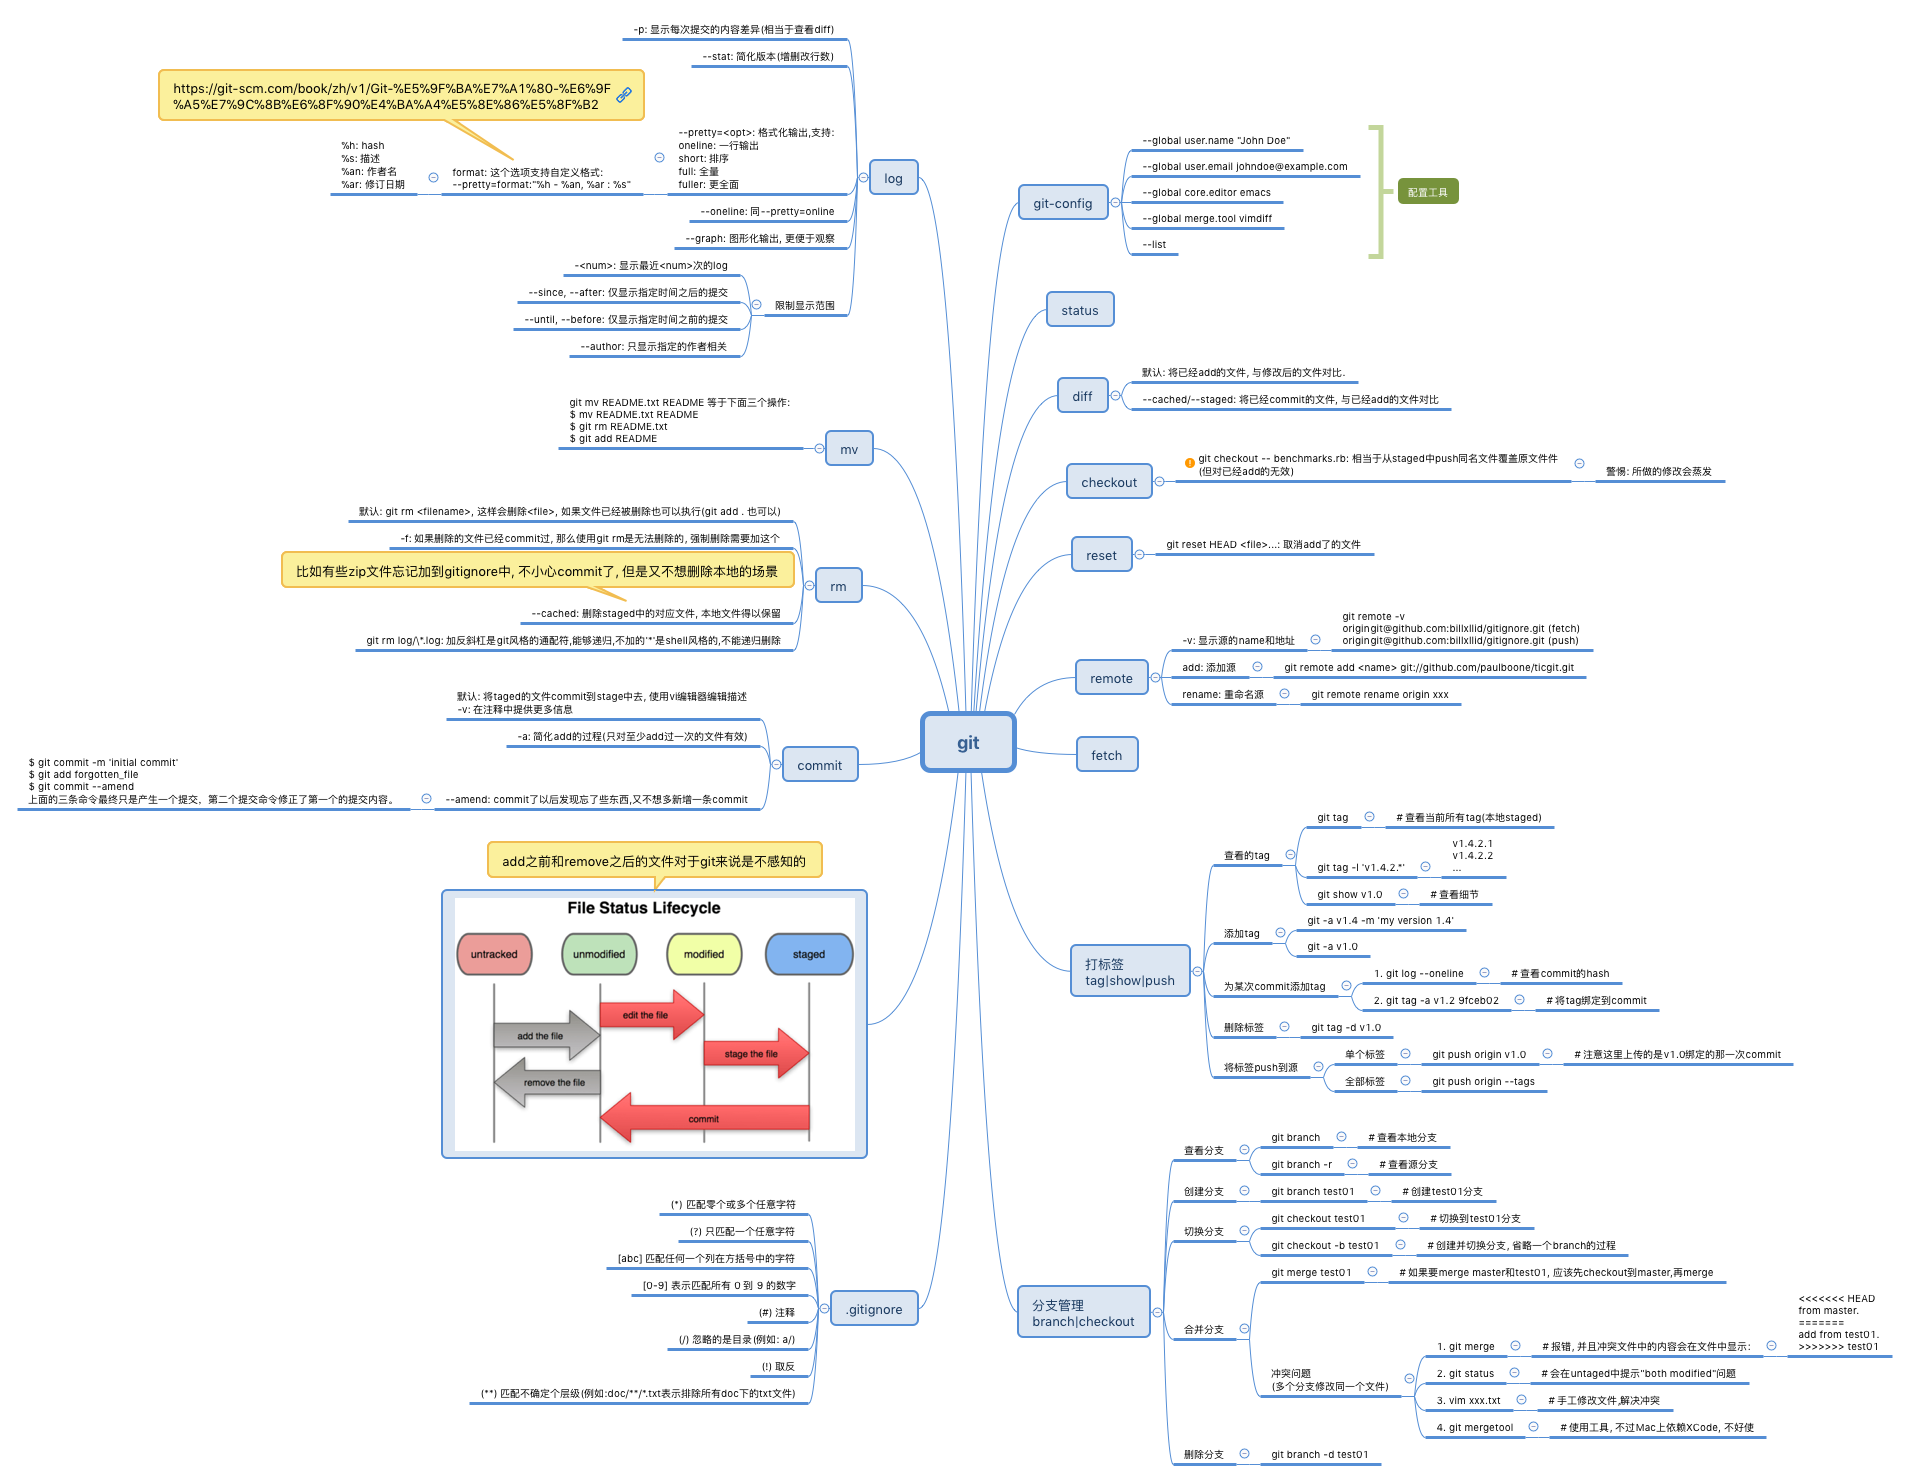 -p: 显示每次提交的内容差异(相当于查看diff)
--stat: 简化版本(增删改行数)
https://git-scm.com/book/zh/v1/Git-%E5%9F%BA%E7%A1%80-%E6%9F
%A5%E7%9C%8B%E6%8F%90%E4%BA%A4%E5%8E%86%E5%8F%B2
--pretty=<opt>: 格式化输出,支持:
oneline: 一行输出
short: 排序
full: 全量
fuller: 更全面
format: 这个选项支持自定义格式:
--pretty=format:"%h - %an, %ar : %s"
%h: hash
%s: 描述
%an: 作者名
%ar: 修订日期
--oneline: 同--pretty=online
--graph: 图形化输出, 更便于观察
-<num>: 显示最近<num>次的log
--since, --after: 仅显示指定时间之后的提交
--until, --before: 仅显示指定时间之前的提交
--author: 只显示指定的作者相关
限制显示范围
log
git mv README.txt README 等于下面三个操作:
$ mv README.txt README
$ git rm README.txt
$ git add README
mv
默认: git rm <filename>, 这样会删除<file>, 如果文件已经被删除也可以执行(git add . 也可以)
-f: 如果删除的文件已经commit过, 那么使用git rm是无法删除的, 强制删除需要加这个
比如有些zip文件忘记加到gitignore中, 不小心commit了, 但是又不想删除本地的场景
--cached: 删除staged中的对应文件, 本地文件得以保留
git rm log/\*.log: 加反斜杠是git风格的通配符,能够递归,不加的'*'是shell风格的,不能递归删除
rm
默认: 将taged的文件commit到stage中去, 使用vi编辑器编辑描述
-v: 在注释中提供更多信息
-a: 简化add的过程(只对至少add过一次的文件有效)
--amend: commit了以后发现忘了些东西,又不想多新增一条commit
$ git commit -m 'initial commit'
$ git add forgotten_file
$ git commit --amend
上面的三条命令最终只是产生一个提交，第二个提交命令修正了第一个的提交内容。
commit
add之前和remove之后的文件对于git来说是不感知的
File Status Lifecycle
untracked
unmodified
modified
staged
edit the file
add the file
stage the file
remove the file
commit
(*) 匹配零个或多个任意字符
(?) 只匹配一个任意字符
[abc] 匹配任何一个列在方括号中的字符
[0-9] 表示匹配所有 0 到 9 的数字
(#) 注释
(/) 忽略的是目录(例如: a/)
(!) 取反
(**) 匹配不确定个层级(例如:doc/**/*.txt表示排除所有doc下的txt文件)
.gitignore
git
git-config
--global user.name "John Doe"
--global user.email johndoe@example.com
--global core.editor emacs
--global merge.tool vimdiff
--list
配置工具
status
diff
默认: 将已经add的文件, 与修改后的文件对比.
--cached/--staged: 将已经commit的文件, 与已经add的文件对比
checkout
git checkout -- benchmarks.rb: 相当于从staged中push同名文件覆盖原文件件
(但对已经add的无效)
警惕: 所做的修改会蒸发
reset
git reset HEAD <file>...: 取消add了的文件
remote
-v: 显示源的name和地址
git remote -v
origingit@github.com:billxllid/gitignore.git (fetch)
origingit@github.com:billxllid/gitignore.git (push)
add: 添加源
git remote add <name> git://github.com/paulboone/ticgit.git
rename: 重命名源
git remote rename origin xxx
fetch
打标签
tag|show|push
查看的tag
git tag
# 查看当前所有tag(本地staged)
git tag -l 'v1.4.2.*'
v1.4.2.1
v1.4.2.2
...
git show v1.0
# 查看细节
添加tag
git -a v1.4 -m 'my version 1.4'
git -a v1.0
为某次commit添加tag
1. git log --oneline
# 查看commit的hash
2. git tag -a v1.2 9fceb02
# 将tag绑定到commit
删除标签
git tag -d v1.0
将标签push到源
单个标签
git push origin v1.0
# 注意这里上传的是v1.0绑定的那一次commit
全部标签
git push origin --tags
分支管理
branch|checkout
查看分支
git branch
# 查看本地分支
git branch -r
# 查看源分支
创建分支
git branch test01
# 创建test01分支
切换分支
git checkout test01
# 切换到test01分支
git checkout -b test01
# 创建并切换分支, 省略一个branch的过程
合并分支
git merge test01
# 如果要merge master和test01, 应该先checkout到master,再merge
冲突问题
(多个分支修改同一个文件)
1. git merge
# 报错, 并且冲突文件中的内容会在文件中显示:
<<<<<<< HEAD
from master.
=======
add from test01.
>>>>>>> test01
2. git status
# 会在untaged中提示"both modified"问题
3. vim xxx.txt
# 手工修改文件,解决冲突
4. git mergetool
# 使用工具, 不过Mac上依赖XCode, 不好使
删除分支
git branch -d test01